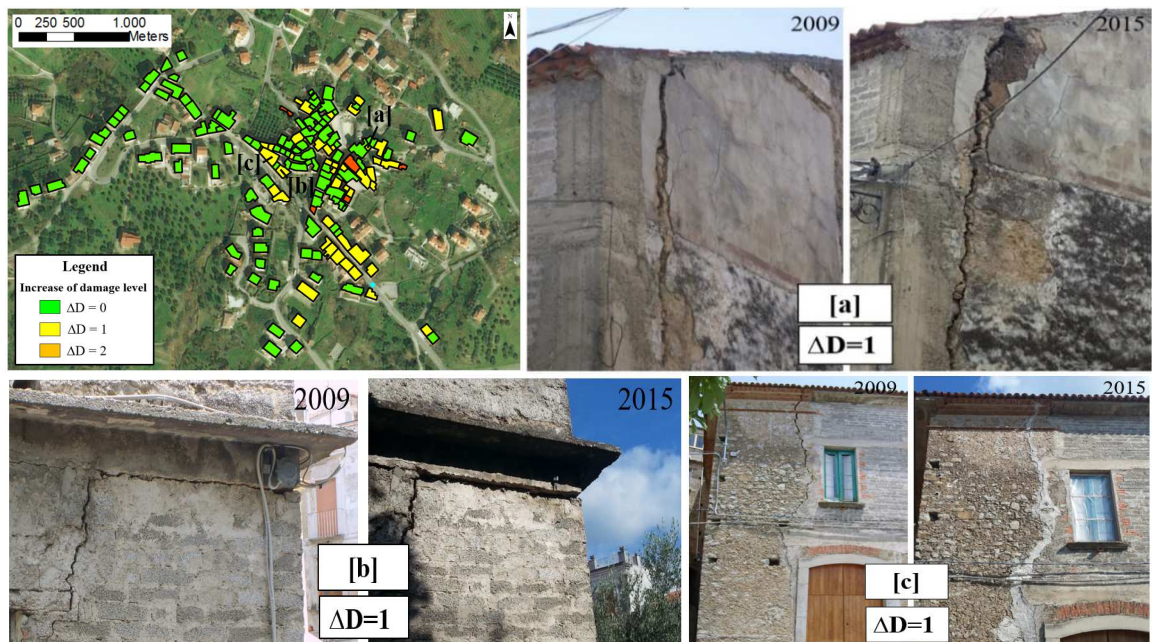 0 250 500 1.000
Meters
N
[a]
[c]
[b]
Legend
Increase of damage level
ΔD = 0
ΔD = 1
ΔD = 2
2009
2015
[a]
ΔD=1
2009
2015
[b]
ΔD=1
2009
2015
[c]
ΔD=1